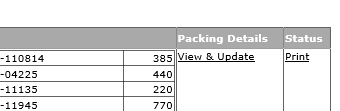 Packing Details Status
-110814 385 View & Update Print
-04225 440
-11135 220
-11945 770